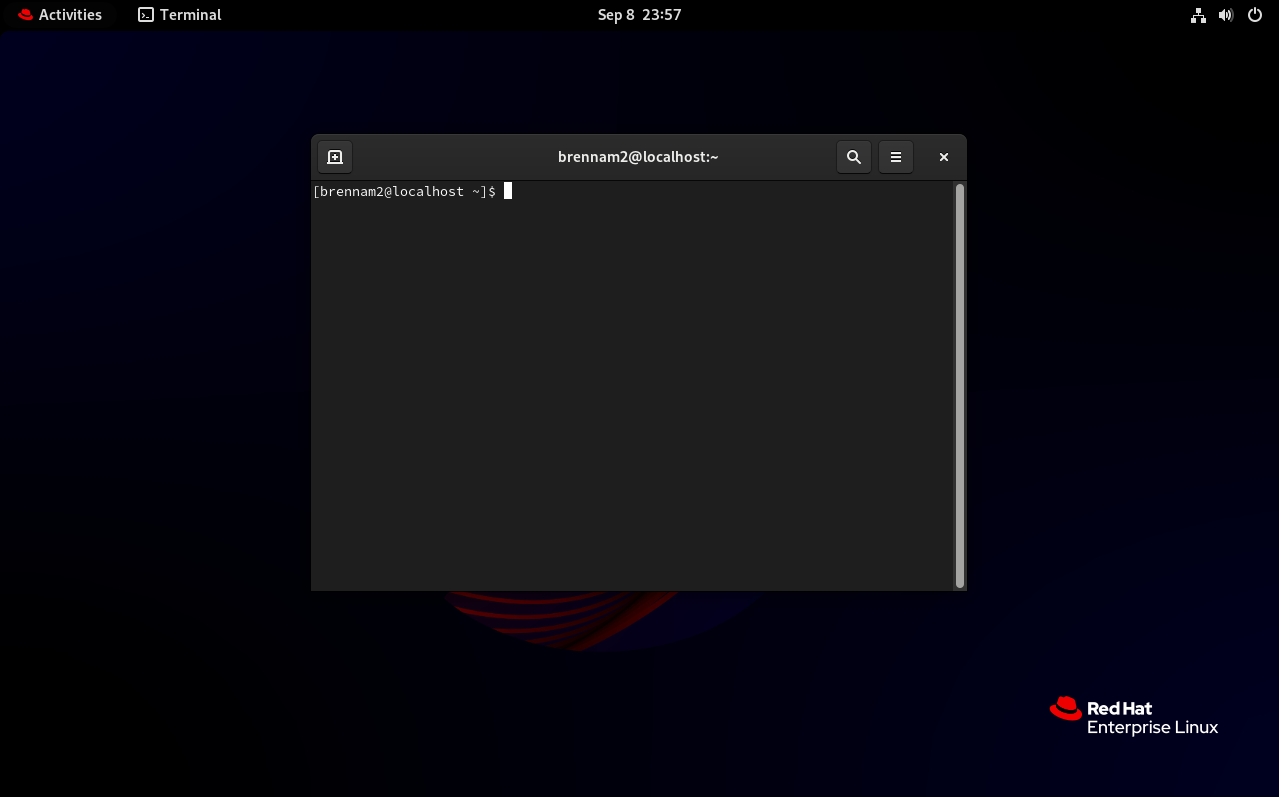 Activities
Terminal
Sep 8 23:57
brennam2@localhost:~
[brennam2@localhost ~]$
Red Hat
Enterprise Linux